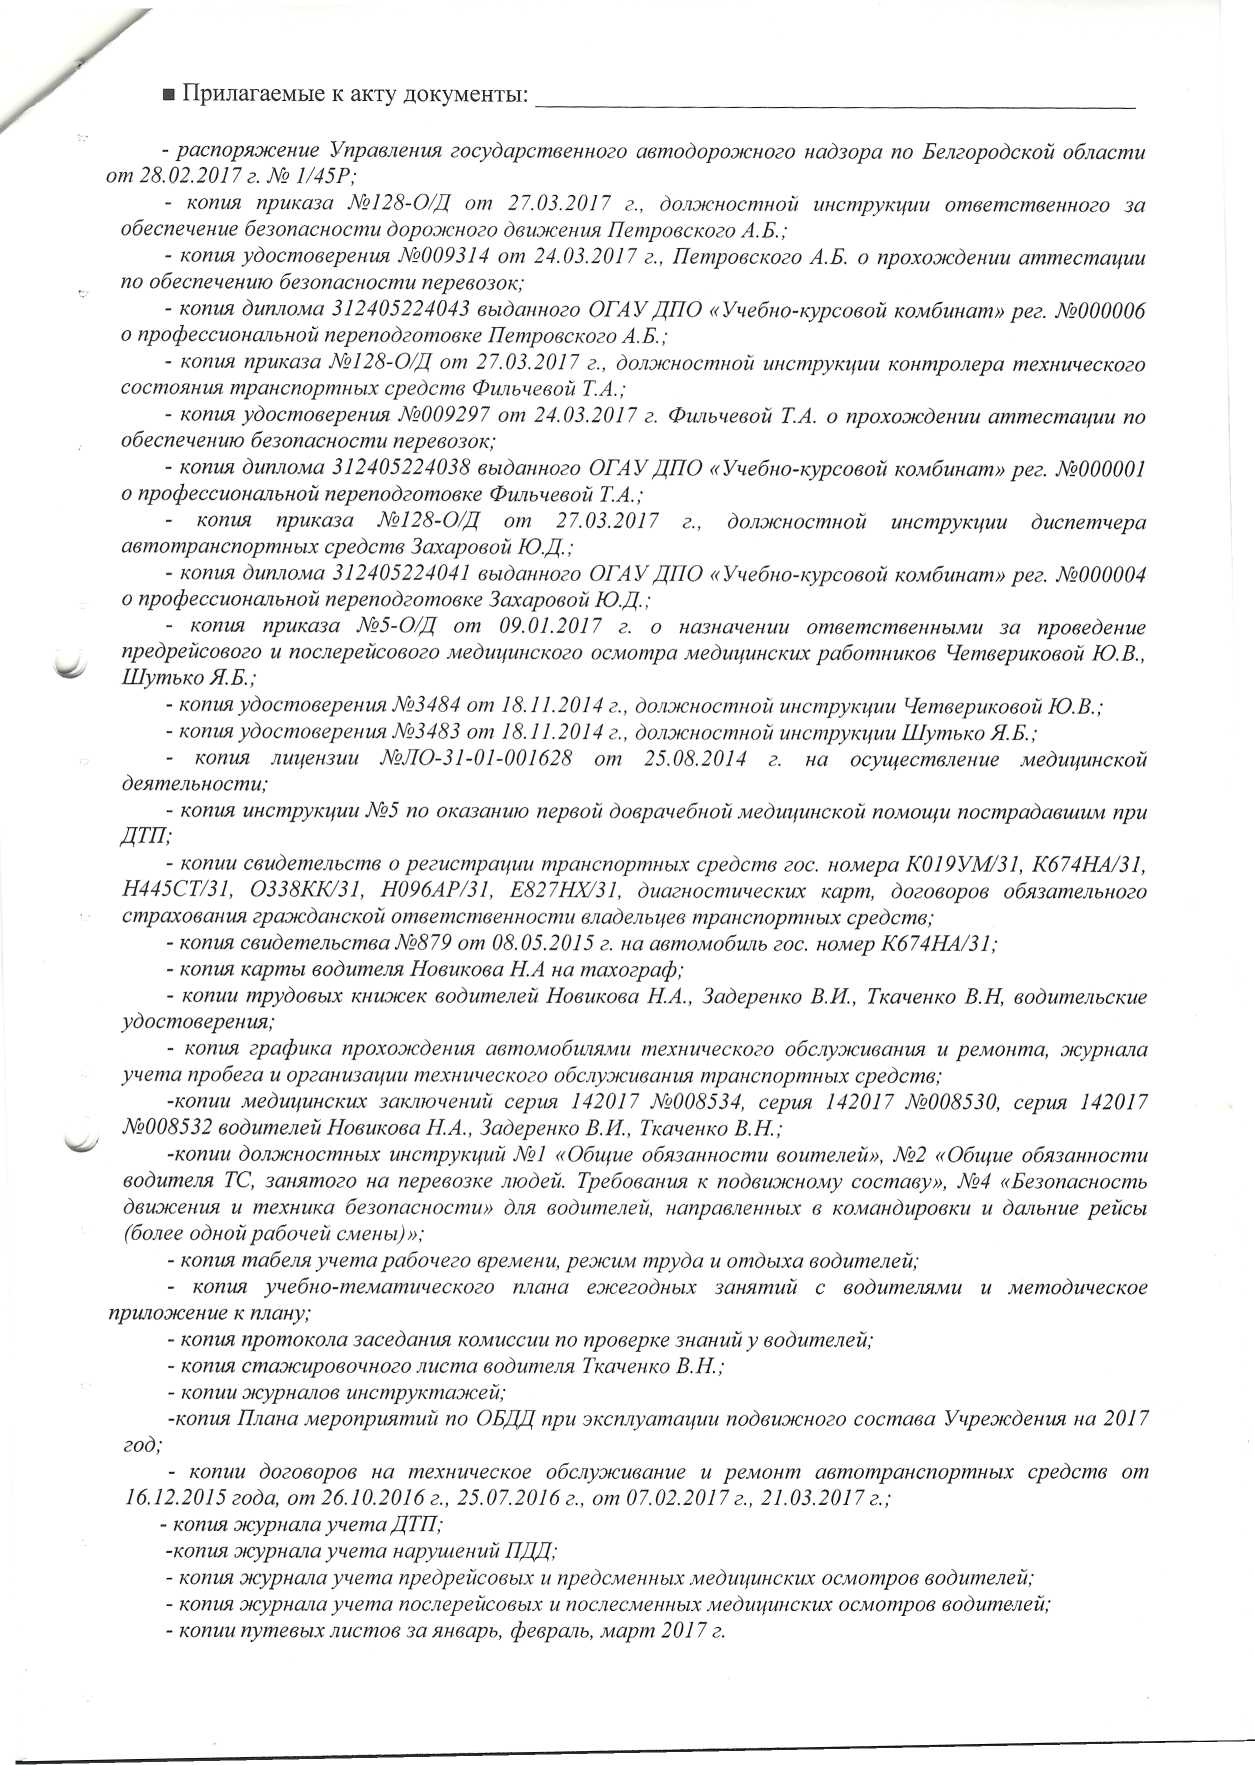 ■ Прилагаемые к акту документы:
- распоряжение Управления государственного автодорожного надзора по Белгородской области
от 28.02.2017 г. № 1/45Р;
- копия приказа №128-О/Д от 27.03.2017 г., должностной инструкции ответственного за
обеспечение безопасности дорожного движения Петровского А.Б.;
- копия удостоверения №009314 от 24.03.2017 г., Петровского А.Б. о прохождении аттестации
по обеспечению безопасности перевозок;
- копия диплома 312405224043 выданного ОГАУ ДПО «Учебно-курсовой комбинат» рег. №000006
о профессиональной переподготовке Петровского А.Б.;
- копия приказа №128-О/Д от 27.03.2017 г., должностной инструкции контролера технического
состояния транспортных средств Фильчевой Т.А.;
- копия удостоверения №009297 от 24.03.2017 г. Фильчевой Т.А. о прохождении аттестации по
обеспечению безопасности перевозок;
- копия диплома 312405224038 выданного ОГАУ ДПО «Учебно-курсовой комбинат» рег. №000001
о профессиональной переподготовке Фильчевой Т.А.;
- копия приказа №128-О/Д от 27.03.2017 г., должностной инструкции диспетчера
автотранспортных средств Захаровой Ю.Д.;
- копия диплома 312405224041 выданного ОГАУ ДПО «Учебно-курсовой комбинат» рег. №000004
о профессиональной переподготовке Захаровой Ю.Д.;
- копия приказа №5-О/Д от 09.01.2017 г. о назначении ответственными за проведение
предрейсового и послерейсового медицинского осмотра медицинских работников Четвериковой Ю.В.,
Шутько Я.Б.;
- копия удостоверения №3484 от 18.11.2014 г., должностной инструкции Четвериковой Ю.В.;
- копия удостоверения №3483 от 18.11.2014 г., должностной инструкции Шутько Я.Б.;
- копия лицензии №ЛО-31-01-001628 от 25.08.2014 г. на осуществление медицинской
деятельности;
- копия инструкции №5 по оказанию первой доврачебной медицинской помощи пострадавшим при
ДТП;
- копии свидетельств о регистрации транспортных средств гос. номера К019УМ/31, К674НА/31,
Н445СТ/31, О338КК/31, Н096АР/31, Е827НХ/31, диагностических карт, договоров обязательного
страхования гражданской ответственности владельцев транспортных средств;
- копия свидетельства №879 от 08.05.2015 г. на автомобиль гос. номер К674НА/31;
- копия карты водителя Новикова Н.А на тахограф;
- копии трудовых книжек водителей Новикова Н.А., Задеренко В.И., Ткаченко В.Н, водительские
удостоверения;
- копия графика прохождения автомобилями технического обслуживания и ремонта, журнала
учета пробега и организации технического обслуживания транспортных средств;
-копии медицинских заключений серия 142017 №008534, серия 142017 №008530, серия 142017
№008532 водителей Новикова Н.А., Задеренко В.И., Ткаченко В.Н.;
-копии должностных инструкций №1 «Общие обязанности воителей», №2 «Общие обязанности
водителя ТС, занятого на перевозке людей. Требования к подвижному составу», №4 «Безопасность
движения и техника безопасности» для водителей, направленных в командировки и дальние рейсы
(более одной рабочей смены)»;
- копия табеля учета рабочего времени, режим труда и отдыха водителей;
- копия учебно-тематического плана ежегодных занятий с водителями и методическое
приложение к плану;
- копия протокола заседания комиссии по проверке знаний у водителей;
- копия стажировочного листа водителя Ткаченко В.Н.;
- копии журналов инструктажей;
-копия Плана мероприятий по ОБДД при эксплуатации подвижного состава Учреждения на 2017
год;
- копии договоров на техническое обслуживание и ремонт автотранспортных средств от
16.12.2015 года, от 26.10.2016 г., 25.07.2016 г., от 07.02.2017 г., 21.03.2017 г.;
- копия журнала учета ДТП;
-копия журнала учета нарушений ПДД;
- копия журнала учета предрейсовых и предсменных медицинских осмотров водителей;
- копия журнала учета послерейсовых и послесменных медицинских осмотров водителей;
- копии путевых листов за январь, февраль, март 2017 г.